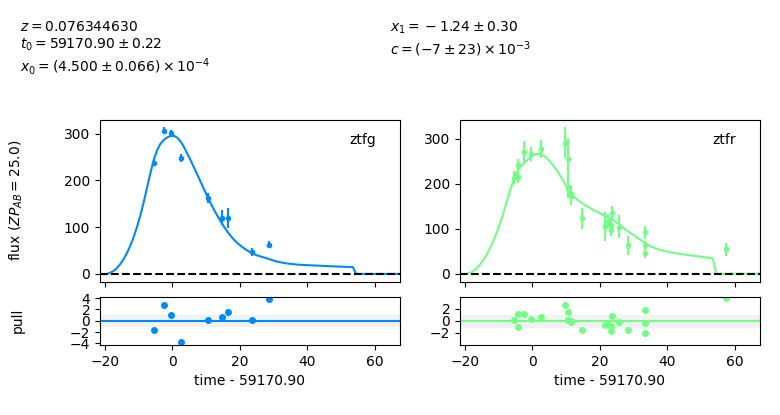 z = 0.076344630
t₀ = 59170.90 ± 0.22
x₀ = (4.500 ± 0.066) × 10⁻⁴
x₁ = −1.24 ± 0.30
c = (−7 ± 23) × 10⁻³
flux (ZP_AB = 25.0)
300
200
100
0
ztfg
300
200
100
0
ztfr
pull
4
2
0
−2
−4
2
0
−2
−20 0 20 40 60
−20 0 20 40 60
time - 59170.90
time - 59170.90